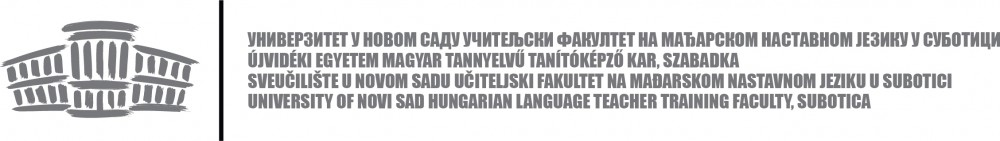 УНИВЕРЗИТЕТ У НОВОМ САДУ УЧИТЕЉСКИ ФАКУЛТЕТ НА МАЂАРСКОМ НАСТАВНОМ ЈЕЗИКУ У СУБОТИЦИ
ÚJVIDÉKI EGYETEM MAGYAR TANNYELVŰ TANÍTÓKÉPZŐ KAR, SZABADKA
SVEUČILIŠTE U NOVOM SADU UČITELJSKI FAKULTET NA MAĐARSKOM NASTAVNOM JEZIKU U SUBOTICI
UNIVERSITY OF NOVI SAD HUNGARIAN LANGUAGE TEACHER TRAINING FACULTY, SUBOTICA